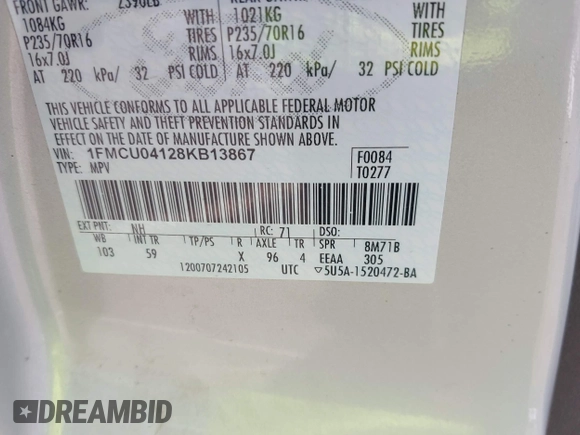 FRONT GAWR: 2390LB
1084KG WITH 1021KG WITH
P235/70R16 TIRES P235/70R16 TIRES
16x7.0J RIMS 16x7.0J RIMS
AT 220 kPa/ 32 PSI COLD AT 220 kPa/ 32 PSI COLD
THIS VEHICLE CONFORMS TO ALL APPLICABLE FEDERAL MOTOR
VEHICLE SAFETY AND THEFT PREVENTION STANDARDS IN
EFFECT ON THE DATE OF MANUFACTURE SHOWN ABOVE.
VIN: 1FMCU04128KB13867 F0084
TYPE: MPV T0277
EXT PNT: NH RC: 71 DSO:
WB INT TR TP/PS R AXLE TR SPR 8M71B
103 59 X 96 4 EEAA 305
1200707242105 UTC ▽5U5A-1520472-BA
DREAMBID